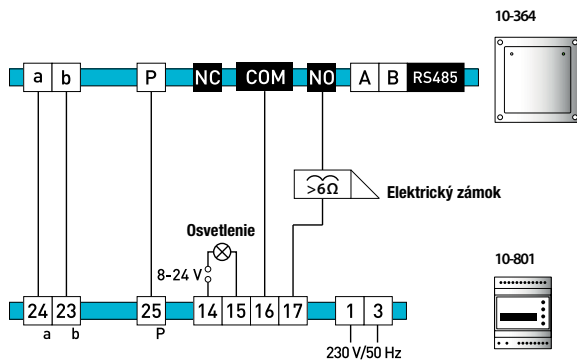 10-364
a b P NC COM NO A B RS485
>6Ω
Elektrický zámok
Osvetlenie
8-24 V
10-801
24 23 25 14 15 16 17 1 3
a b P
230 V/50 Hz